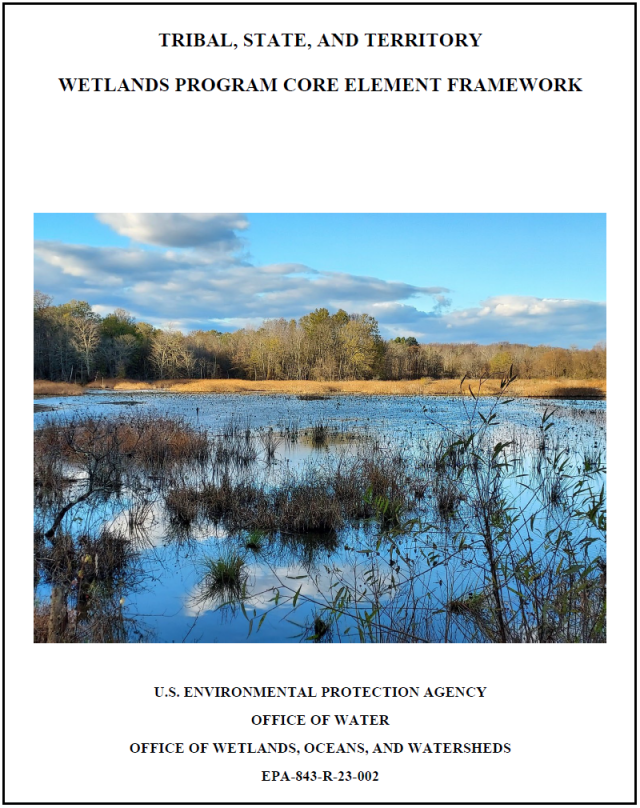 TRIBAL, STATE, AND TERRITORY
WETLANDS PROGRAM CORE ELEMENT FRAMEWORK
U.S. ENVIRONMENTAL PROTECTION AGENCY
OFFICE OF WATER
OFFICE OF WETLANDS, OCEANS, AND WATERSHEDS
EPA-843-R-23-002